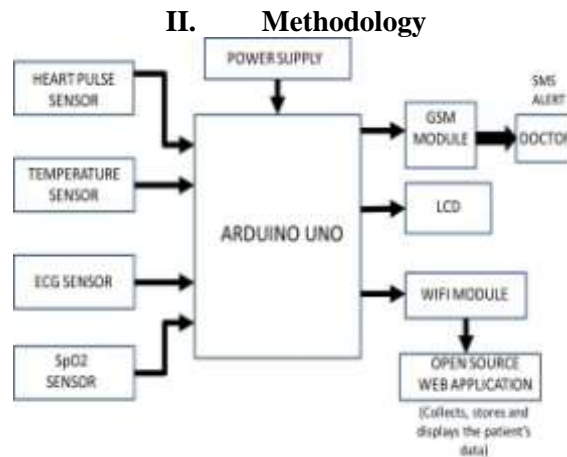 II. Methodology
POWER SUPPLY
HEART PULSE
SENSOR
TEMPERATURE
SENSOR
ECG SENSOR
SpO2
SENSOR
ARDUINO UNO
GSM
MODULE
SMS
ALERT
DOCTOR
LCD
WIFI MODULE
OPEN SOURCE
WEB APPLICATION
(Collects, stores and
displays the patient's
data)